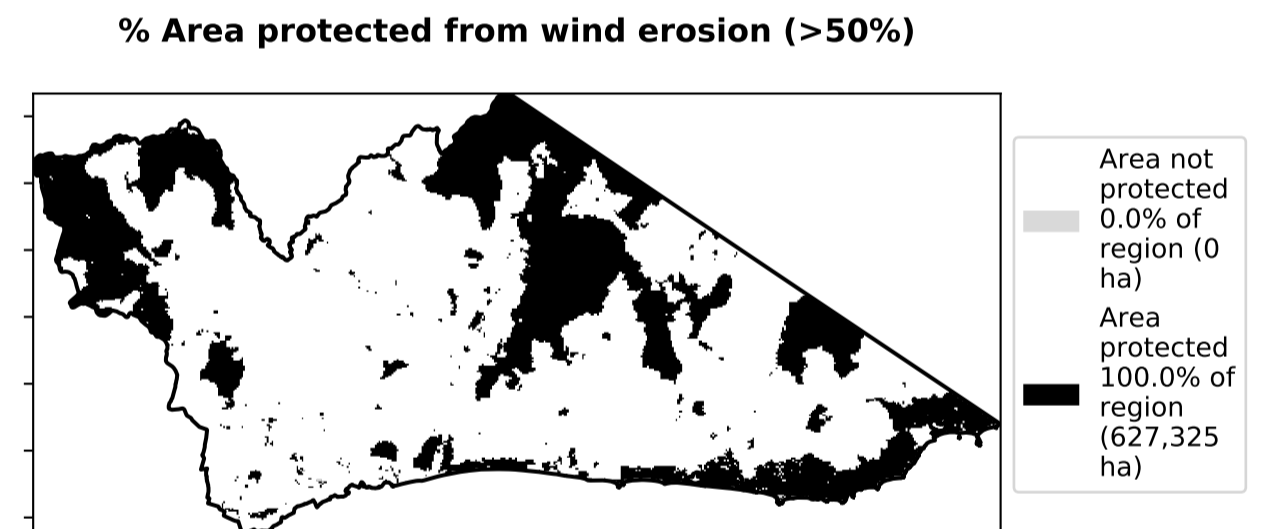 % Area protected from wind erosion (>50%)
Area not
protected
0.0% of
region (0
ha)
Area
protected
100.0% of
region
(627,325
ha)